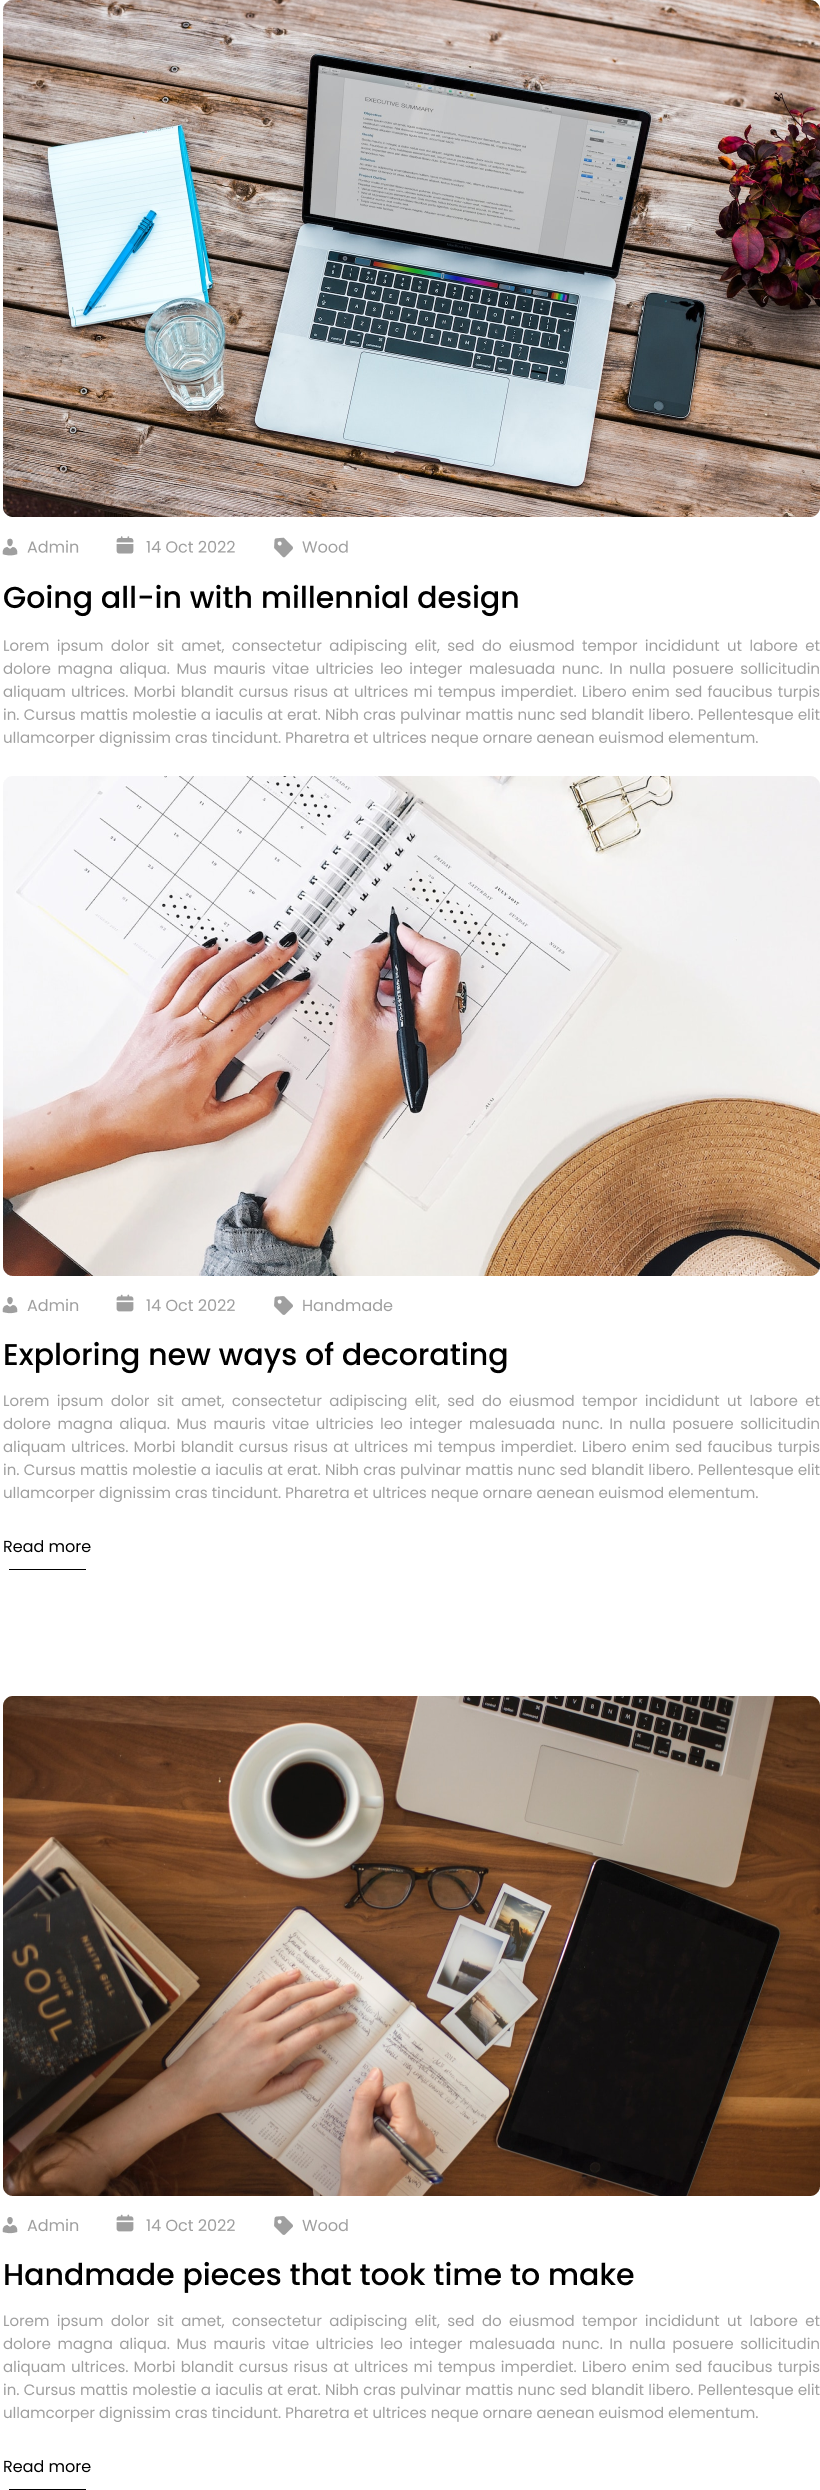 EXECUTIVE SUMMARY
Admin 14 Oct 2022 Wood
Going all-in with millennial design
Lorem ipsum dolor sit amet, consectetur adipiscing elit, sed do eiusmod tempor incididunt ut labore et
dolore magna aliqua. Mus mauris vitae ultricies leo integer malesuada nunc. In nulla posuere sollicitudin
aliquam ultrices. Morbi blandit cursus risus at ultrices mi tempus imperdiet. Libero enim sed faucibus turpis
in. Cursus mattis molestie a iaculis at erat. Nibh cras pulvinar mattis nunc sed blandit libero. Pellentesque elit
ullamcorper dignissim cras tincidunt. Pharetra et ultrices neque ornare aenean euismod elementum.
FRIDAY
SATURDAY
JULY 2017
SUNDAY
NOTES
Admin 14 Oct 2022 Handmade
Exploring new ways of decorating
Lorem ipsum dolor sit amet, consectetur adipiscing elit, sed do eiusmod tempor incididunt ut labore et
dolore magna aliqua. Mus mauris vitae ultricies leo integer malesuada nunc. In nulla posuere sollicitudin
aliquam ultrices. Morbi blandit cursus risus at ultrices mi tempus imperdiet. Libero enim sed faucibus turpis
in. Cursus mattis molestie a iaculis at erat. Nibh cras pulvinar mattis nunc sed blandit libero. Pellentesque elit
ullamcorper dignissim cras tincidunt. Pharetra et ultrices neque ornare aenean euismod elementum.
Read more
NIKITA GILL
YOUR
SOUL
FEBRUARY
Admin 14 Oct 2022 Wood
Handmade pieces that took time to make
Lorem ipsum dolor sit amet, consectetur adipiscing elit, sed do eiusmod tempor incididunt ut labore et
dolore magna aliqua. Mus mauris vitae ultricies leo integer malesuada nunc. In nulla posuere sollicitudin
aliquam ultrices. Morbi blandit cursus risus at ultrices mi tempus imperdiet. Libero enim sed faucibus turpis
in. Cursus mattis molestie a iaculis at erat. Nibh cras pulvinar mattis nunc sed blandit libero. Pellentesque elit
ullamcorper dignissim cras tincidunt. Pharetra et ultrices neque ornare aenean euismod elementum.
Read more